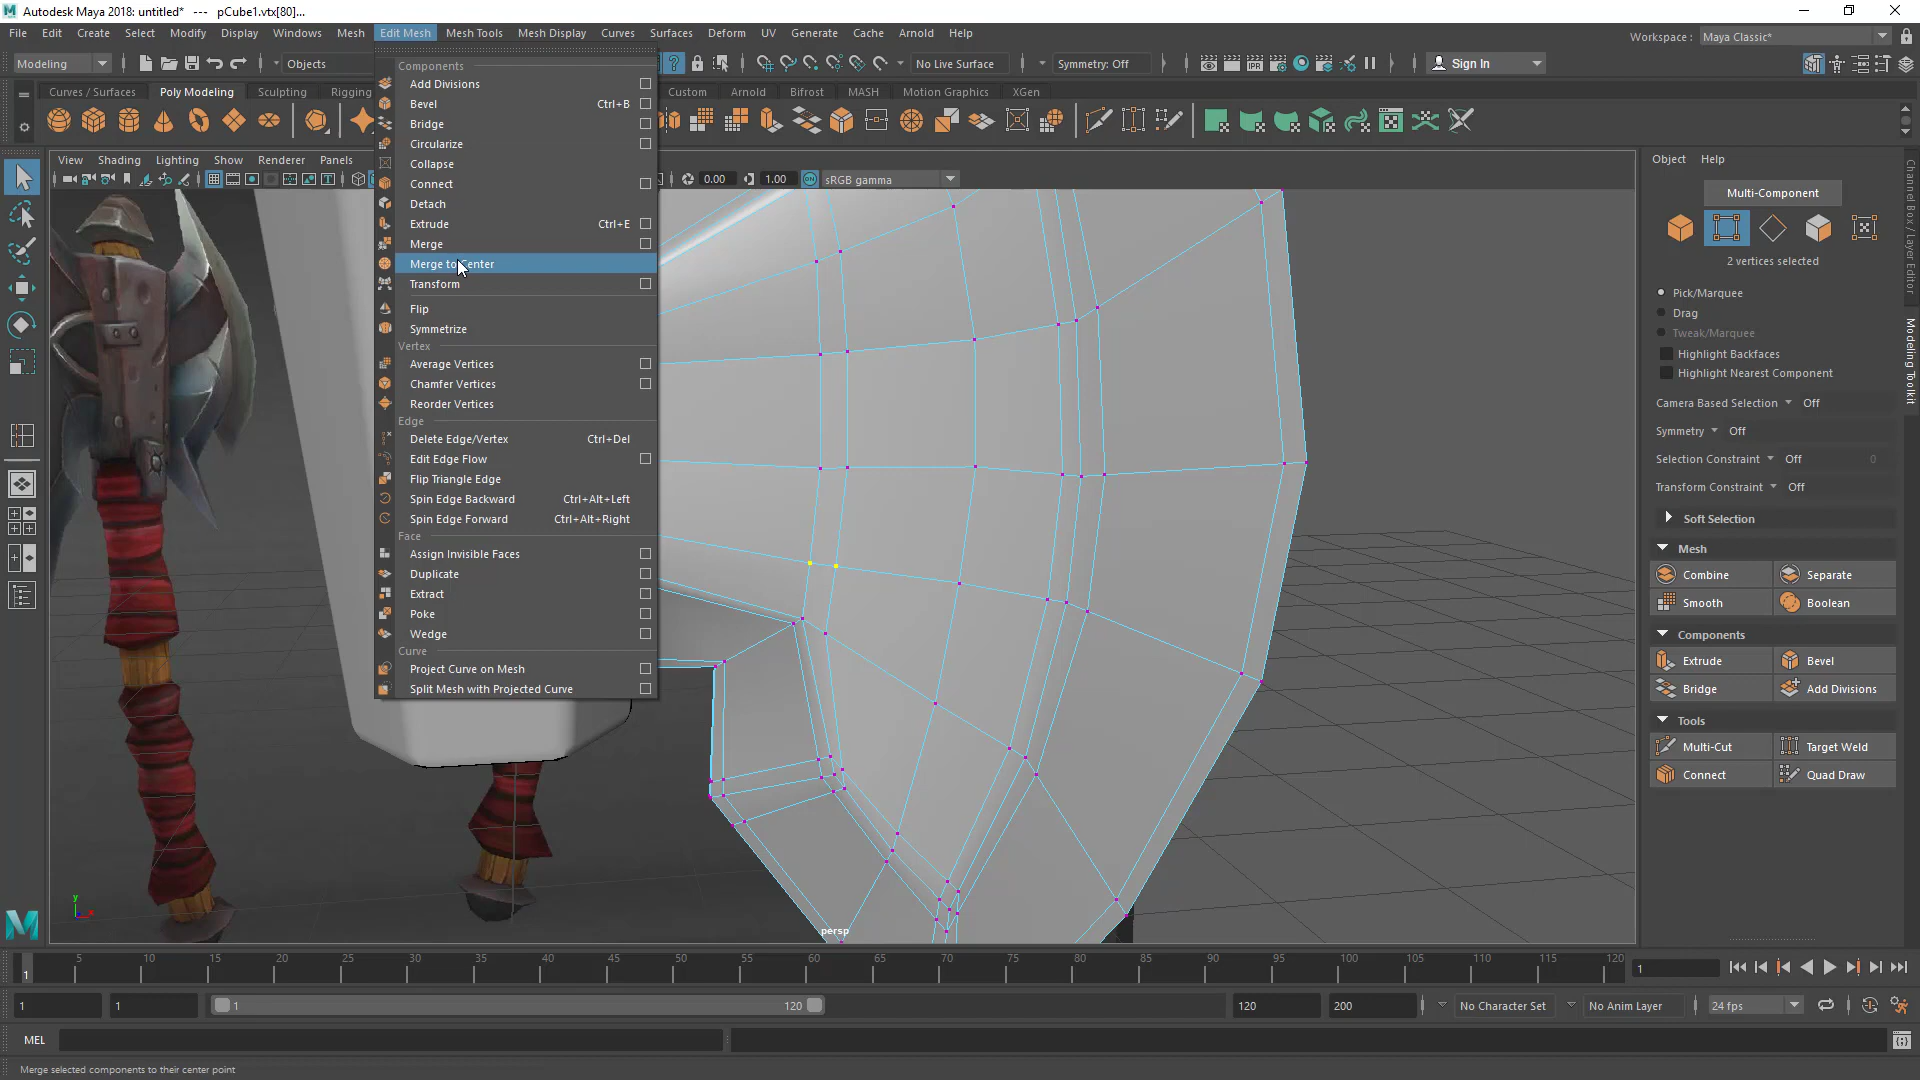 Autodesk Maya 2018: untitled*   ---   pCube1.vtx[80]...
File Edit Create Select Modify Display Windows Mesh Edit Mesh Mesh Tools Mesh Display Curves Surfaces Deform UV Generate Cache Arnold Help
Workspace : Maya Classic*
Modeling Objects No Live Surface Symmetry: Off Sign In
Curves / Surfaces Poly Modeling Sculpting Rigging Custom Arnold Bifrost MASH Motion Graphics XGen
View Shading Lighting Show Renderer Panels
0.00 1.00 sRGB gamma
Components
Add Divisions
Bevel Ctrl+B
Bridge
Circularize
Collapse
Connect
Detach
Extrude Ctrl+E
Merge
Merge to Center
Transform
Flip
Symmetrize
Vertex
Average Vertices
Chamfer Vertices
Reorder Vertices
Edge
Delete Edge/Vertex Ctrl+Del
Edit Edge Flow
Flip Triangle Edge
Spin Edge Backward Ctrl+Alt+Left
Spin Edge Forward Ctrl+Alt+Right
Face
Assign Invisible Faces
Duplicate
Extract
Poke
Wedge
Curve
Project Curve on Mesh
Split Mesh with Projected Curve
persp
y
x
Object Help
Multi-Component
2 vertices selected
Pick/Marquee
Drag
Tweak/Marquee
Highlight Backfaces
Highlight Nearest Component
Camera Based Selection Off
Symmetry Off
Selection Constraint Off 0
Transform Constraint Off
Soft Selection
Mesh
Combine Separate
Smooth Boolean
Components
Extrude Bevel
Bridge Add Divisions
Tools
Multi-Cut Target Weld
Connect Quad Draw
Channel Box / Layer Editor
Modeling Toolkit
1 5 10 15 20 25 30 35 40 45 50 55 60 65 70 75 80 85 90 95 100 105 110 115 120 1
1 1 1 120 120 200 No Character Set No Anim Layer 24 fps
MEL
Merge selected components to their center point